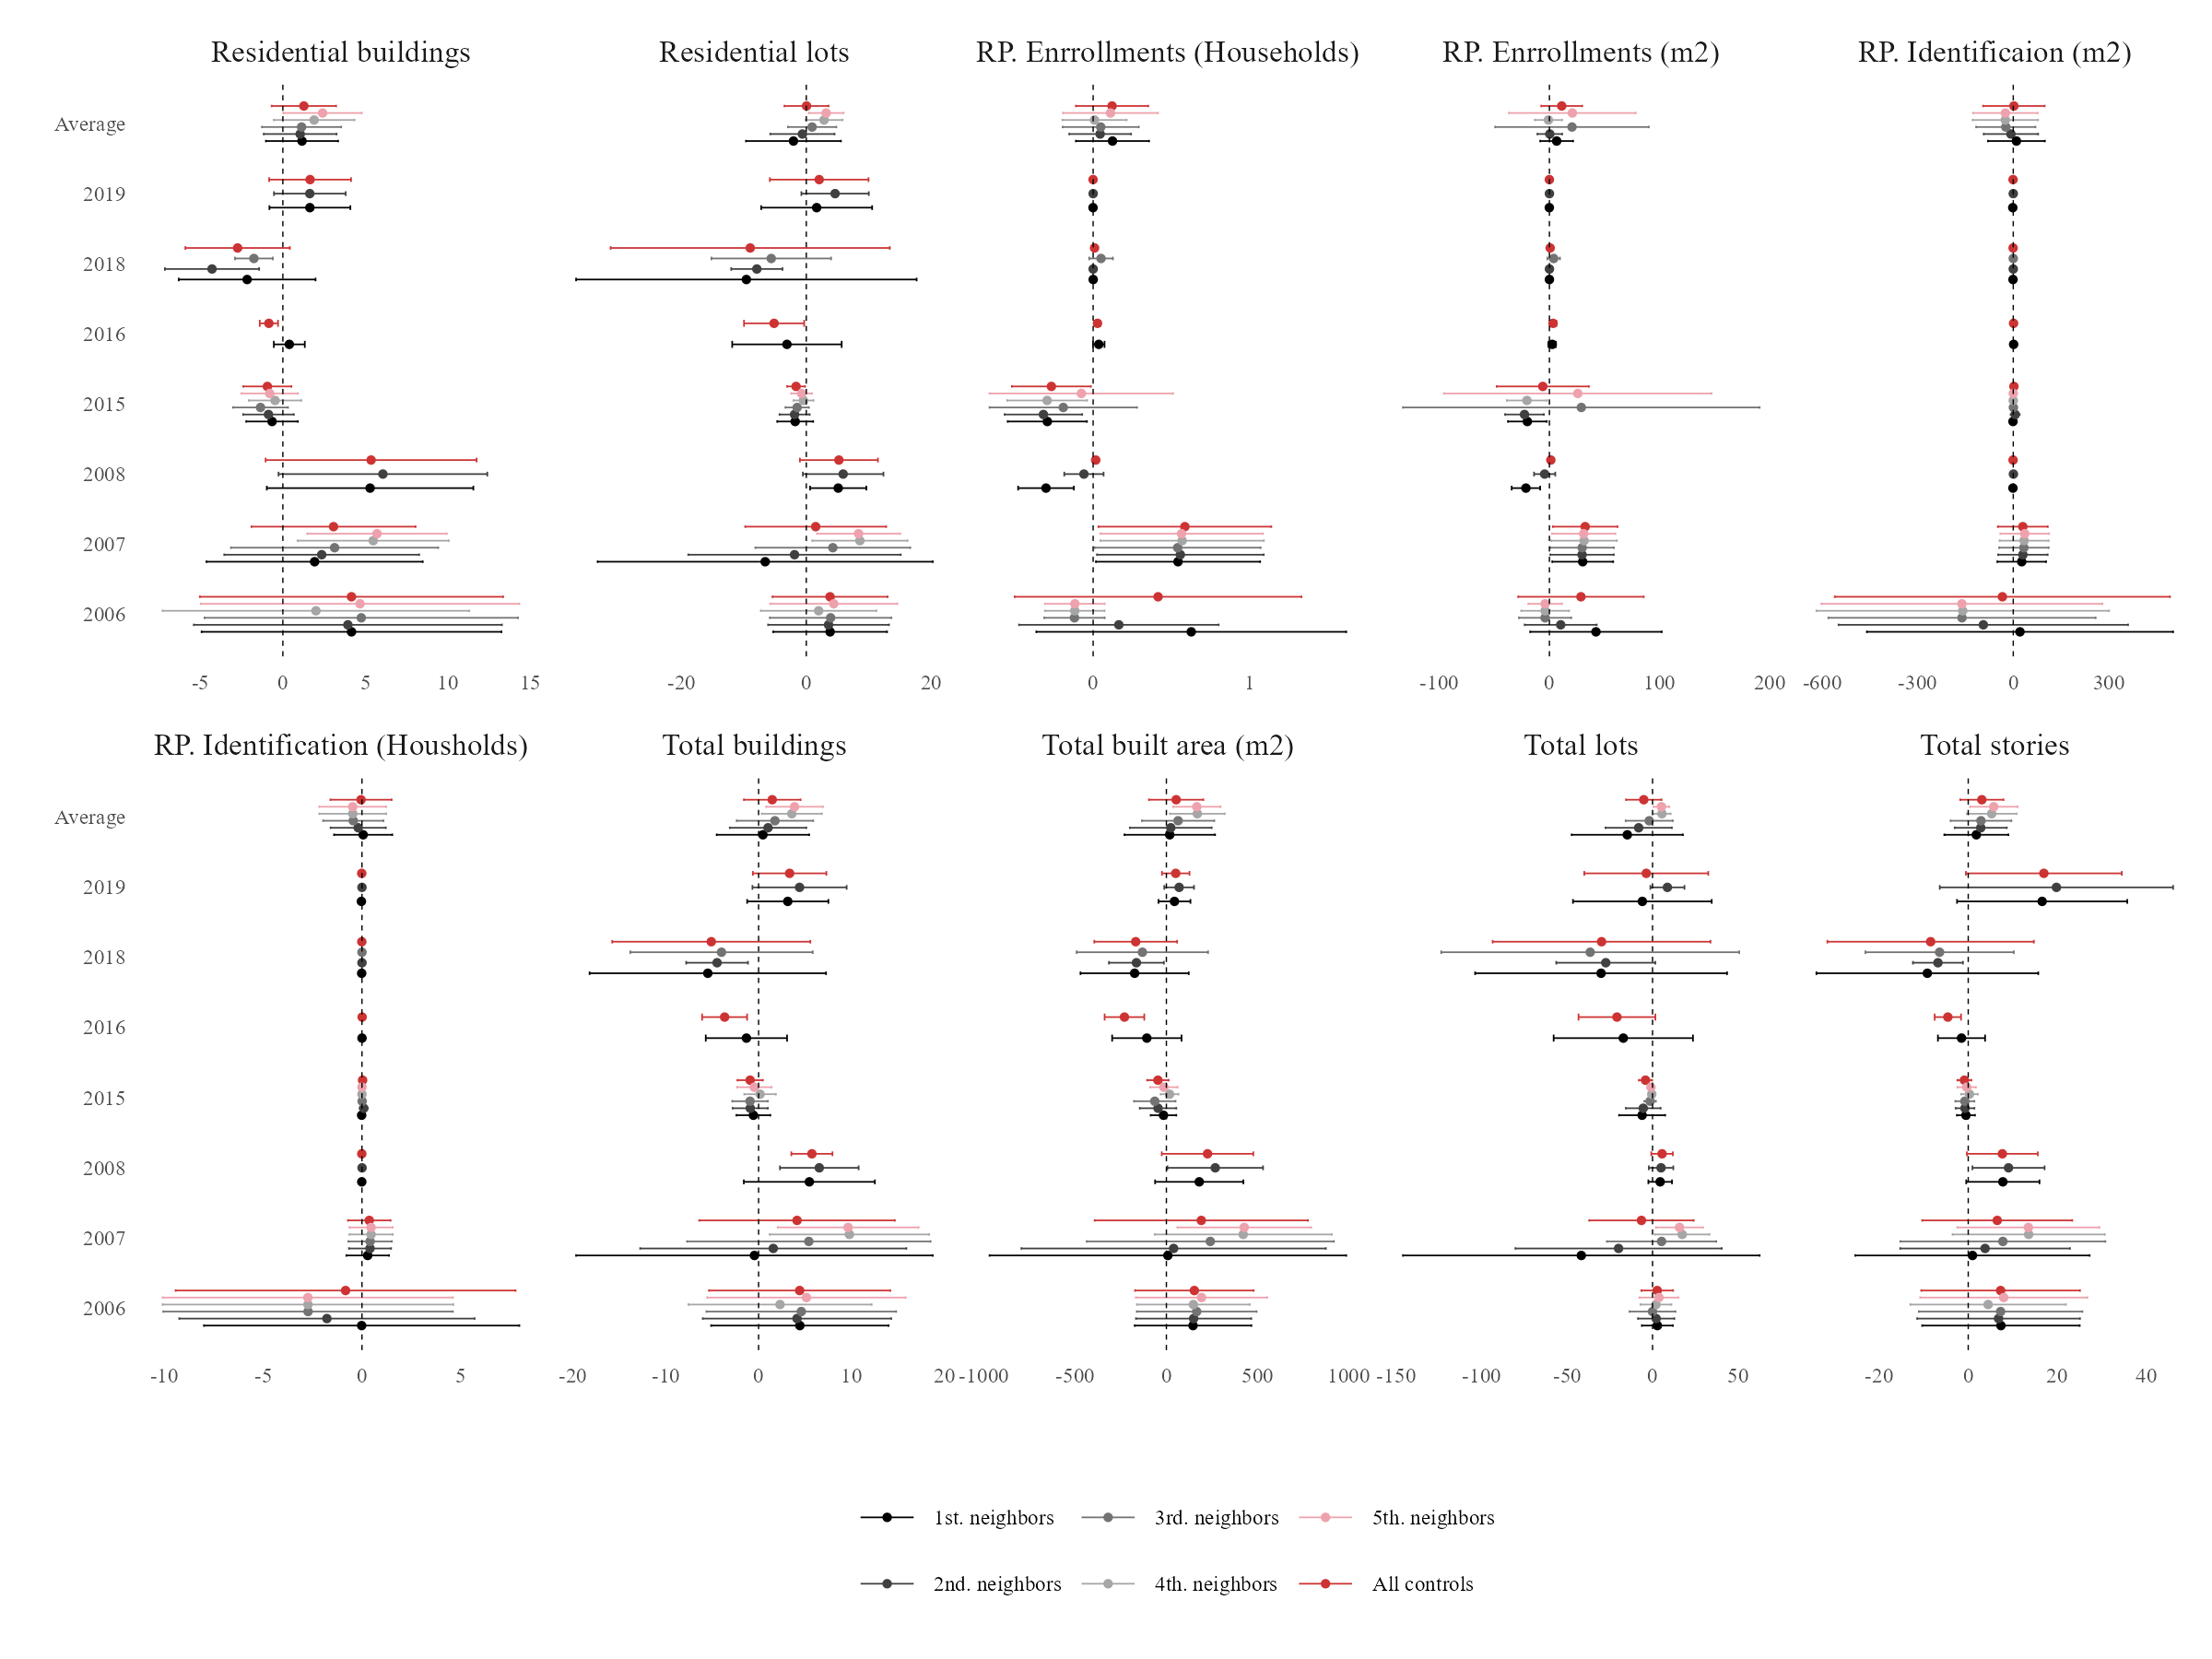 Residential buildings Residential lots RP. Enrrollments (Households) RP. Enrrollments (m2) RP. Identificaion (m2)
Average
2019
2018
2016
2015
2008
2007
2006
-5 0 5 10 15 -20 0 20 0 1 -100 0 100 200 -600 -300 0 300
RP. Identification (Housholds) Total buildings Total built area (m2) Total lots Total stories
Average
2019
2018
2016
2015
2008
2007
2006
-10 -5 0 5 -20 -10 0 10 20 -1000 -500 0 500 1000 -150 -100 -50 0 50 -20 0 20 40
1st. neighbors 3rd. neighbors 5th. neighbors
2nd. neighbors 4th. neighbors All controls